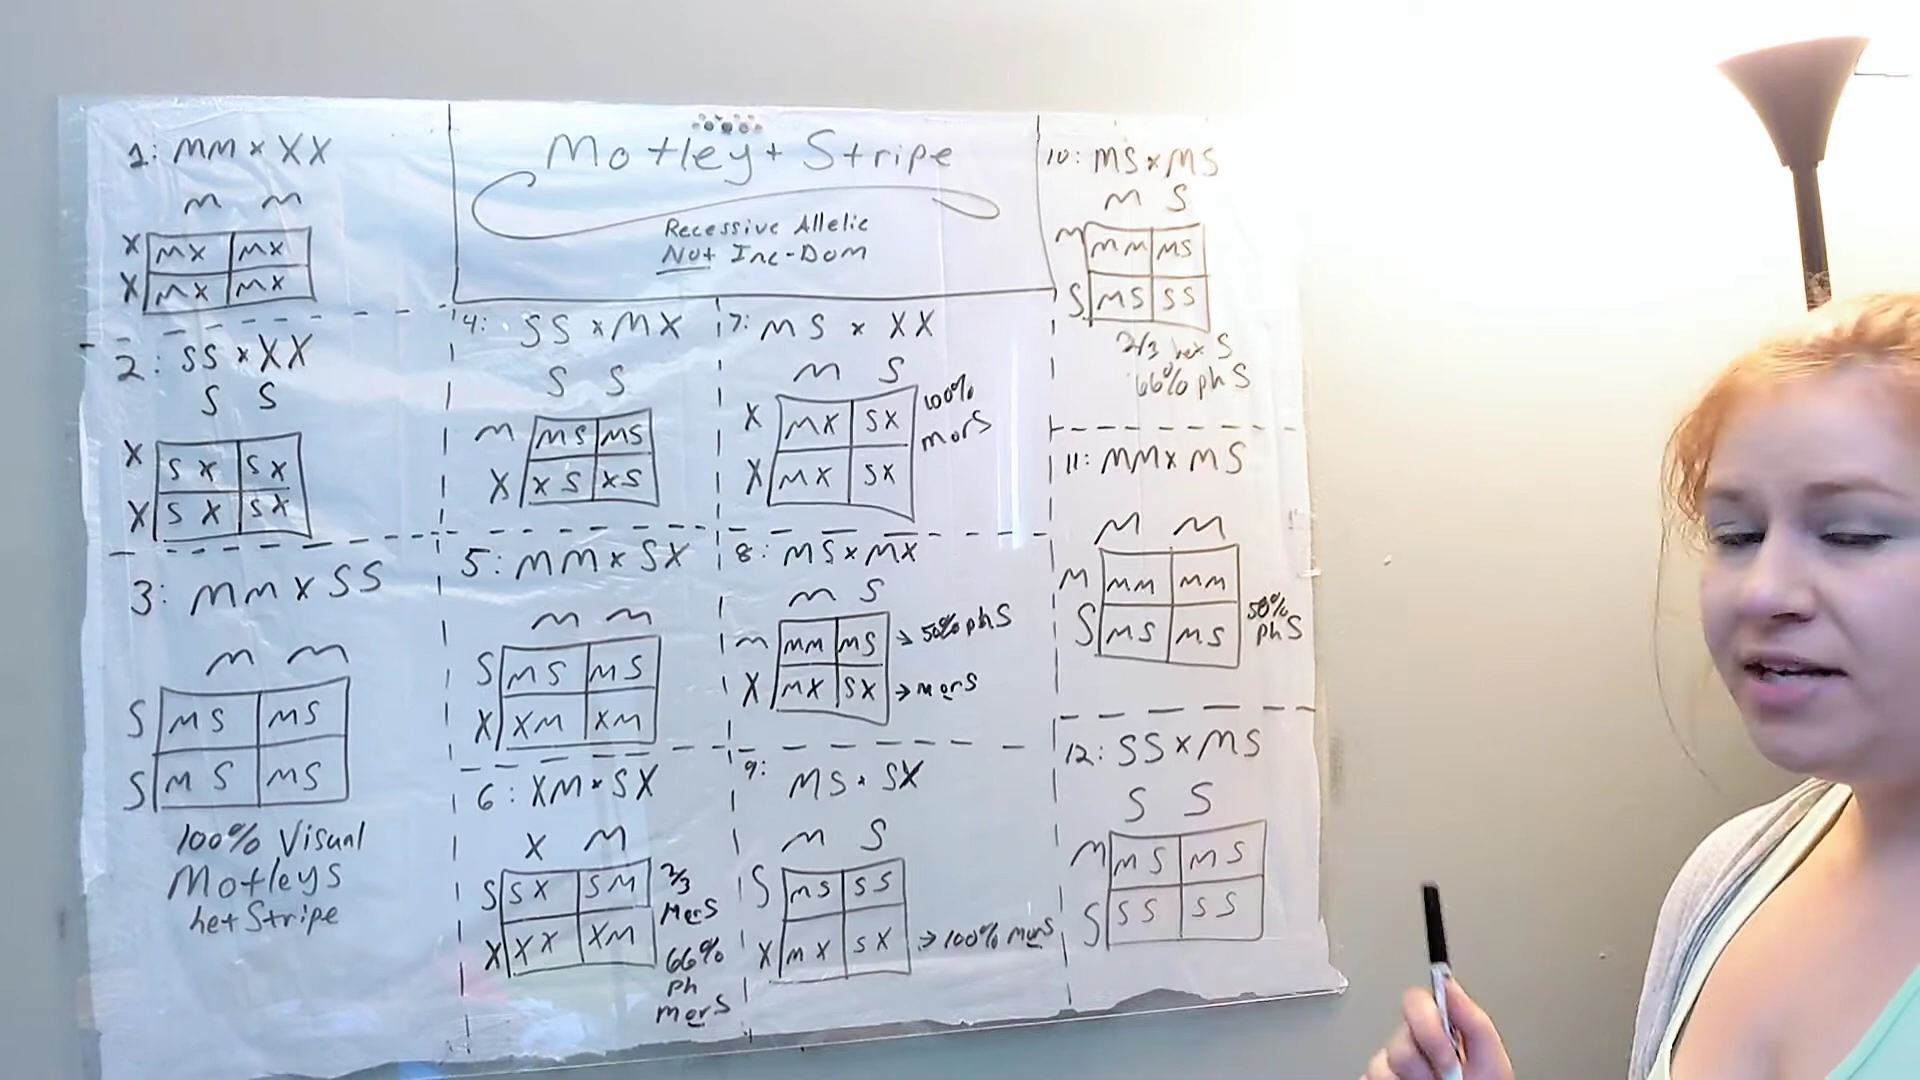 Motley + Stripe
Recessive Allelic
Not Inc-Dom
1: MM x XX
M M
X MX MX
X MX MX
2: SS x XX
S S
X SX SX
X SX SX
3: MM x SS
M M
S MS MS
S MS MS
100% Visual
Motleys
het Stripe
4: SS x MX
S S
M MS MS
X XS XS
5: MM x SX
M M
S MS MS
X XM XM
6: XM x SX
X M
S SX SM
X XX XM
2/3
MorS
66%
Ph
MorS
7: MS x XX
M S
X MX SX
X MX SX
100%
MorS
8: MS x MX
M S
M MM MS → 50% ph S
X MX SX → MorS
9:
MS x SX
M S
S MS SS
X MX SX → 100% MorS
10: MS x MS
M S
M MM MS
S MS SS
2/3 het S
66% ph S
11: MM x MS
M M
M MM MM
S MS MS
50%
ph S
12: SS x MS
S S
M MS MS
S SS SS